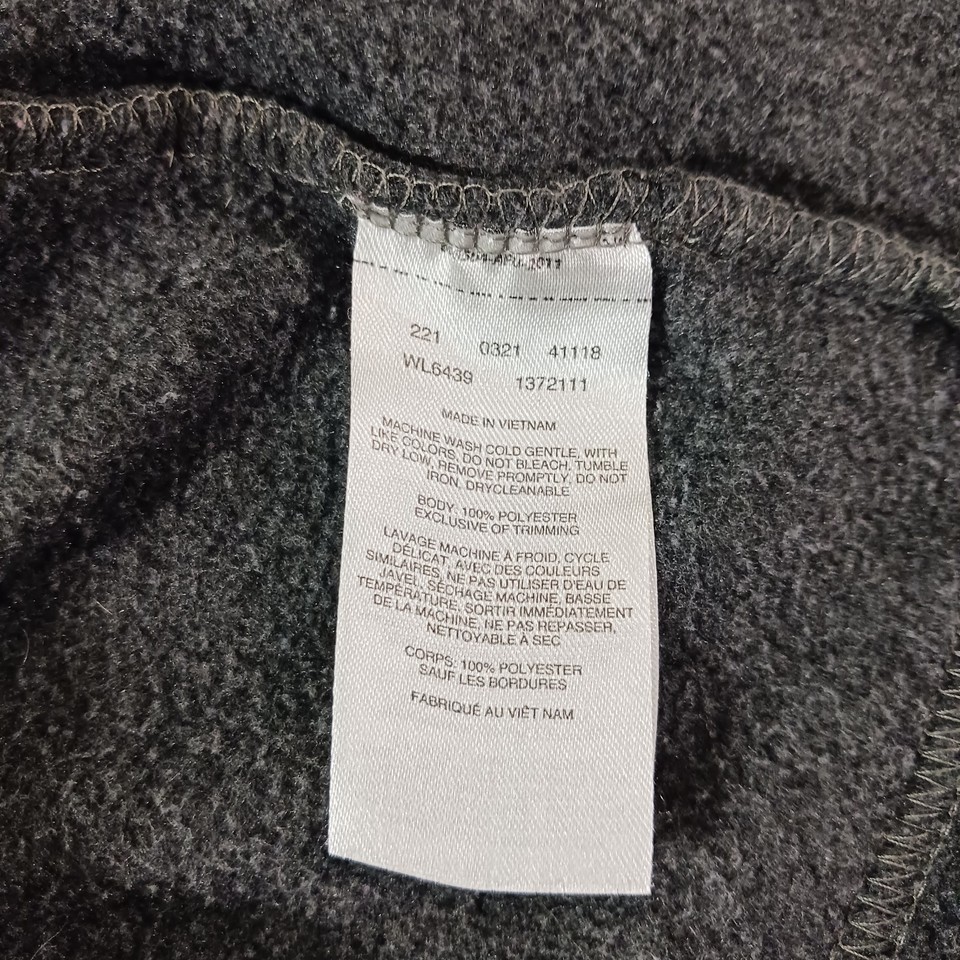 221 0321 41118
WL6439 1372111
MADE IN VIETNAM
MACHINE WASH COLD GENTLE, WITH
LIKE COLORS, DO NOT BLEACH, TUMBLE
DRY LOW, REMOVE PROMPTLY, DO NOT
IRON, DRYCLEANABLE
BODY: 100% POLYESTER
EXCLUSIVE OF TRIMMING
LAVAGE MACHINE À FROID, CYCLE
DÉLICAT, AVEC DES COULEURS
SIMILAIRES, NE PAS UTILISER D'EAU DE
JAVEL, SÉCHAGE MACHINE, BASSE
TEMPÉRATURE, SORTIR IMMÉDIATEMENT
DE LA MACHINE, NE PAS REPASSER,
NETTOYABLE À SEC
CORPS: 100% POLYESTER
SAUF LES BORDURES
FABRIQUÉ AU VIÊT NAM